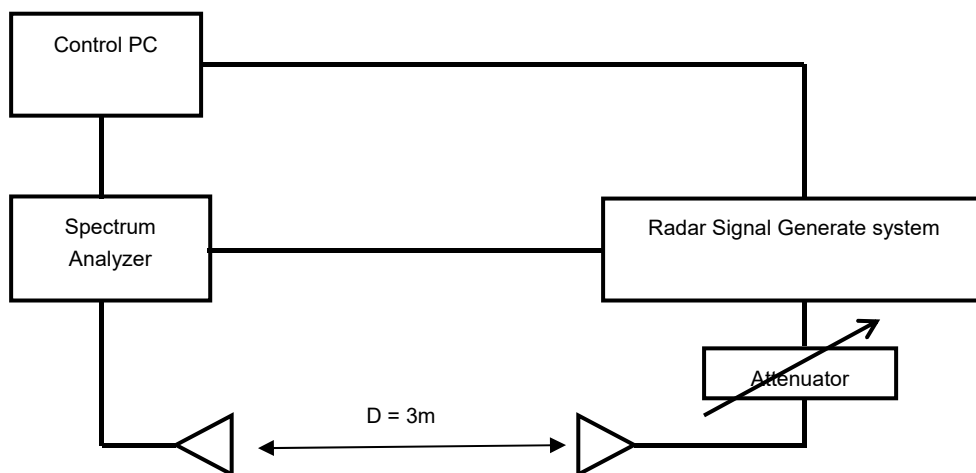 Control PC
Spectrum
Analyzer
Radar Signal Generate system
Attenuator
D = 3m